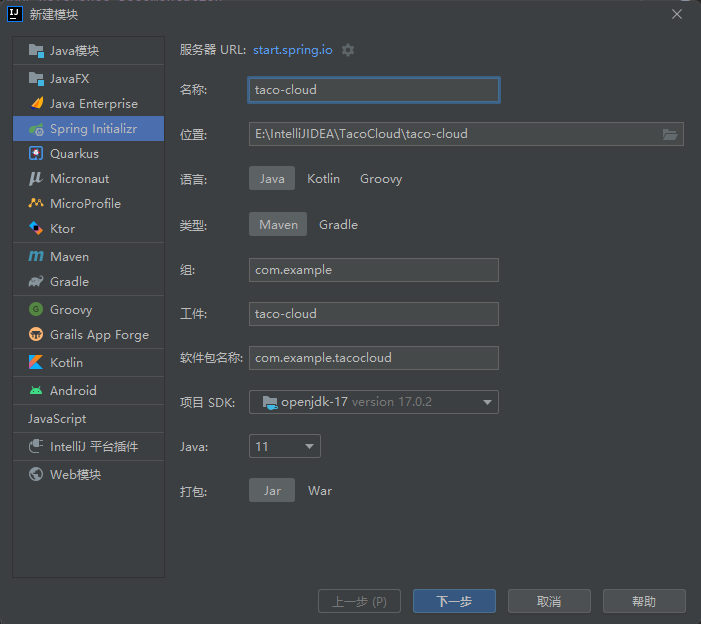 新建模块
Java模块
JavaFX
Java Enterprise
Spring Initializr
Quarkus
Micronaut
MicroProfile
Ktor
Maven
Gradle
Groovy
Grails App Forge
Kotlin
Android
JavaScript
IntelliJ 平台插件
Web模块
服务器 URL: start.spring.io
名称: taco-cloud
位置: E:\IntelliJIDEA\TacoCloud\taco-cloud
语言: Java Kotlin Groovy
类型: Maven Gradle
组: com.example
工件: taco-cloud
软件包名称: com.example.tacocloud
项目 SDK: openjdk-17 version 17.0.2
Java: 11
打包: Jar War
上一步 (P) 下一步 取消 帮助